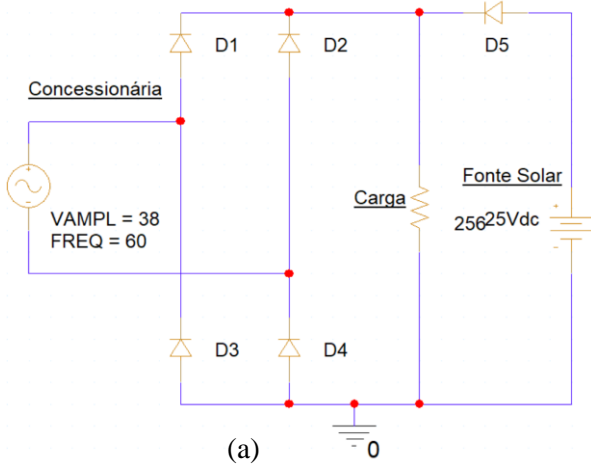 D1
D2
D5
Concessionária
Fonte Solar
Carga
VAMPL = 38
FREQ = 60
256
25Vdc
D3
D4
(a)
0